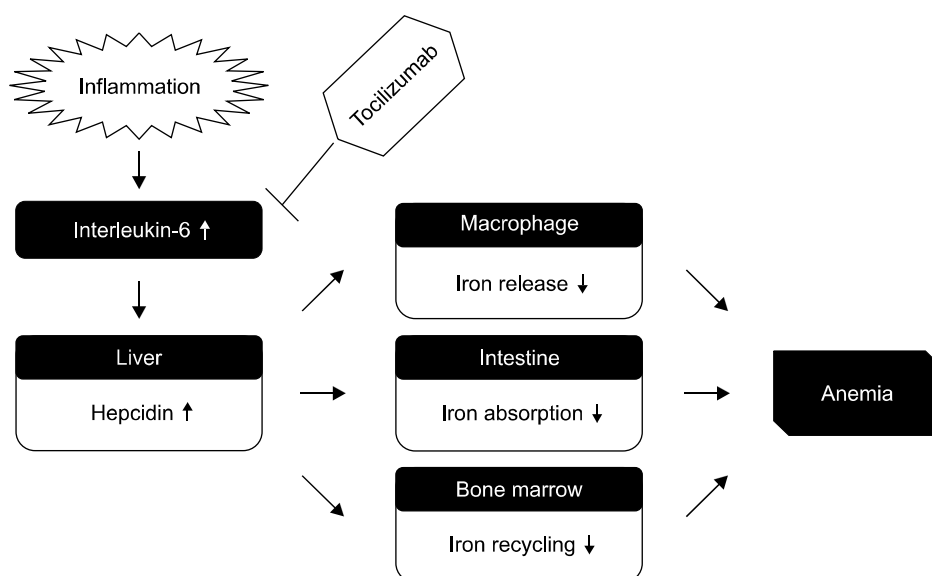 Inflammation
Tocilizumab
Interleukin-6 ↑
Macrophage
Iron release ↓
Liver
Hepcidin ↑
Intestine
Iron absorption ↓
Anemia
Bone marrow
Iron recycling ↓